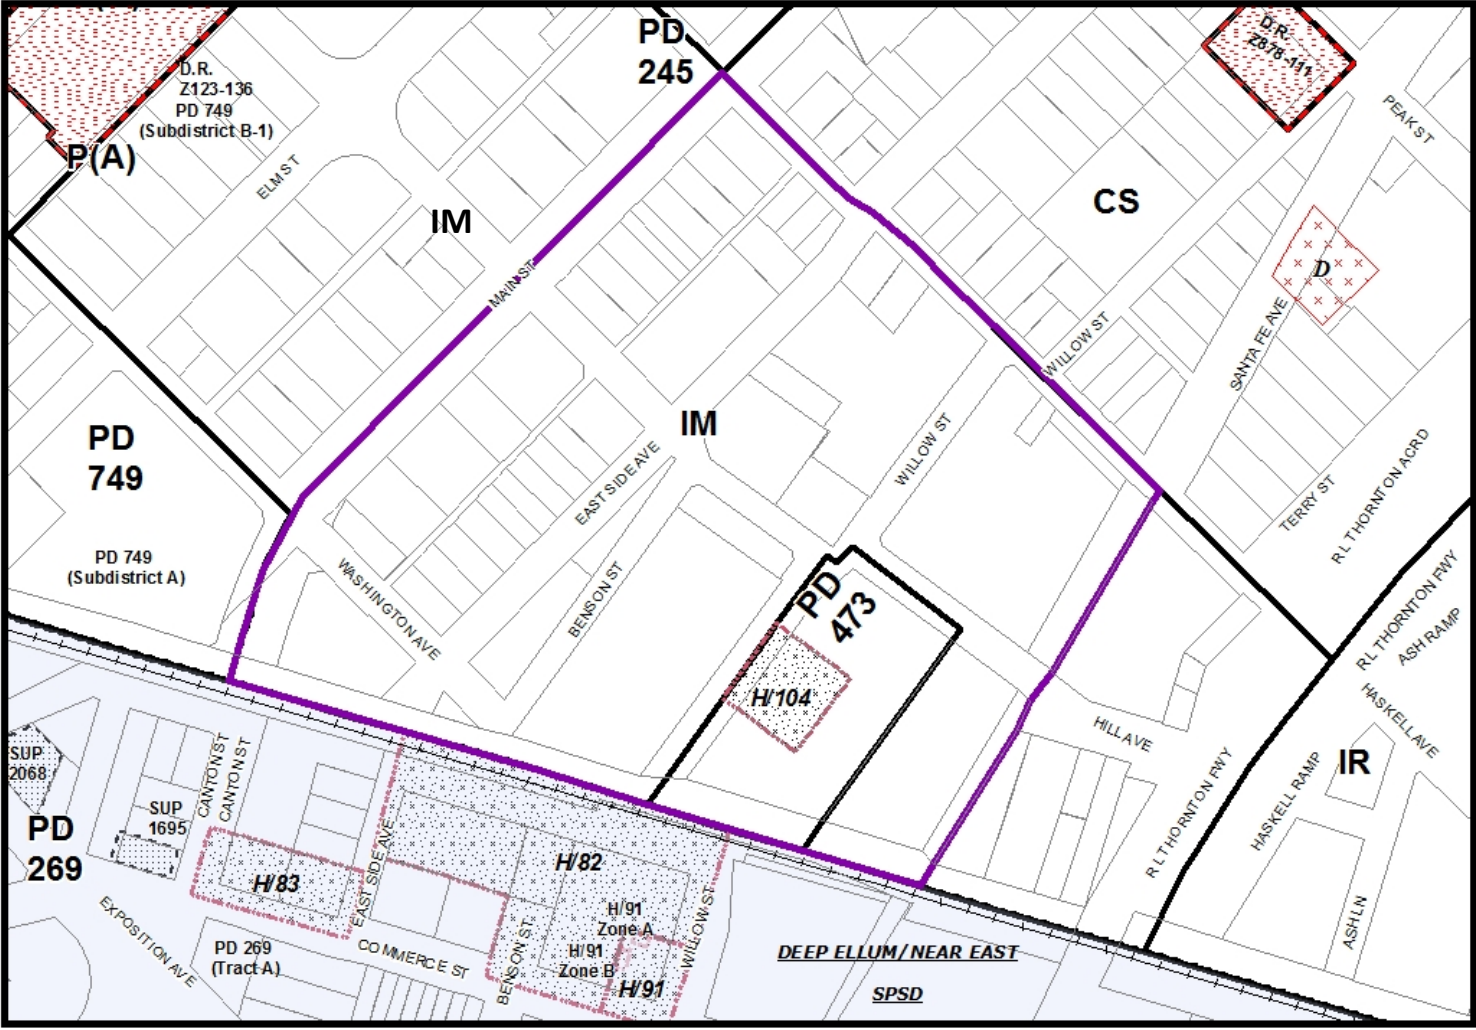 PD
245
D.R.
Z878-111
D.R.
Z123-136
PD 749
(Subdistrict B-1)
P(A)
PEAK ST
ELM ST
IM
CS
D
MAIN ST
WILLOW ST
SANTA FE AVE
PD
749
IM
WILLOW ST
EAST SIDE AVE
TERRY ST
R L THORNTON ACRD
PD 749
(Subdistrict A)
WASHINGTON AVE
BENSON ST
PD
473
R L THORNTON FWY
ASH RAMP
H/104
HASKELL AVE
HILL AVE
SUP
2068
CANTON ST
CANTON ST
IR
SUP
1695
R L THORNTON FWY
HASKELL RAMP
PD
269
H/83
EAST SIDE AVE
H/82
H/91
Zone A
H/91
Zone B
WILLOW ST
EXPOSITION AVE
PD 269
(Tract A)
COMMERCE ST
BENSON ST
H/91
ASH LN
DEEP ELLUM/NEAR EAST
SPSD